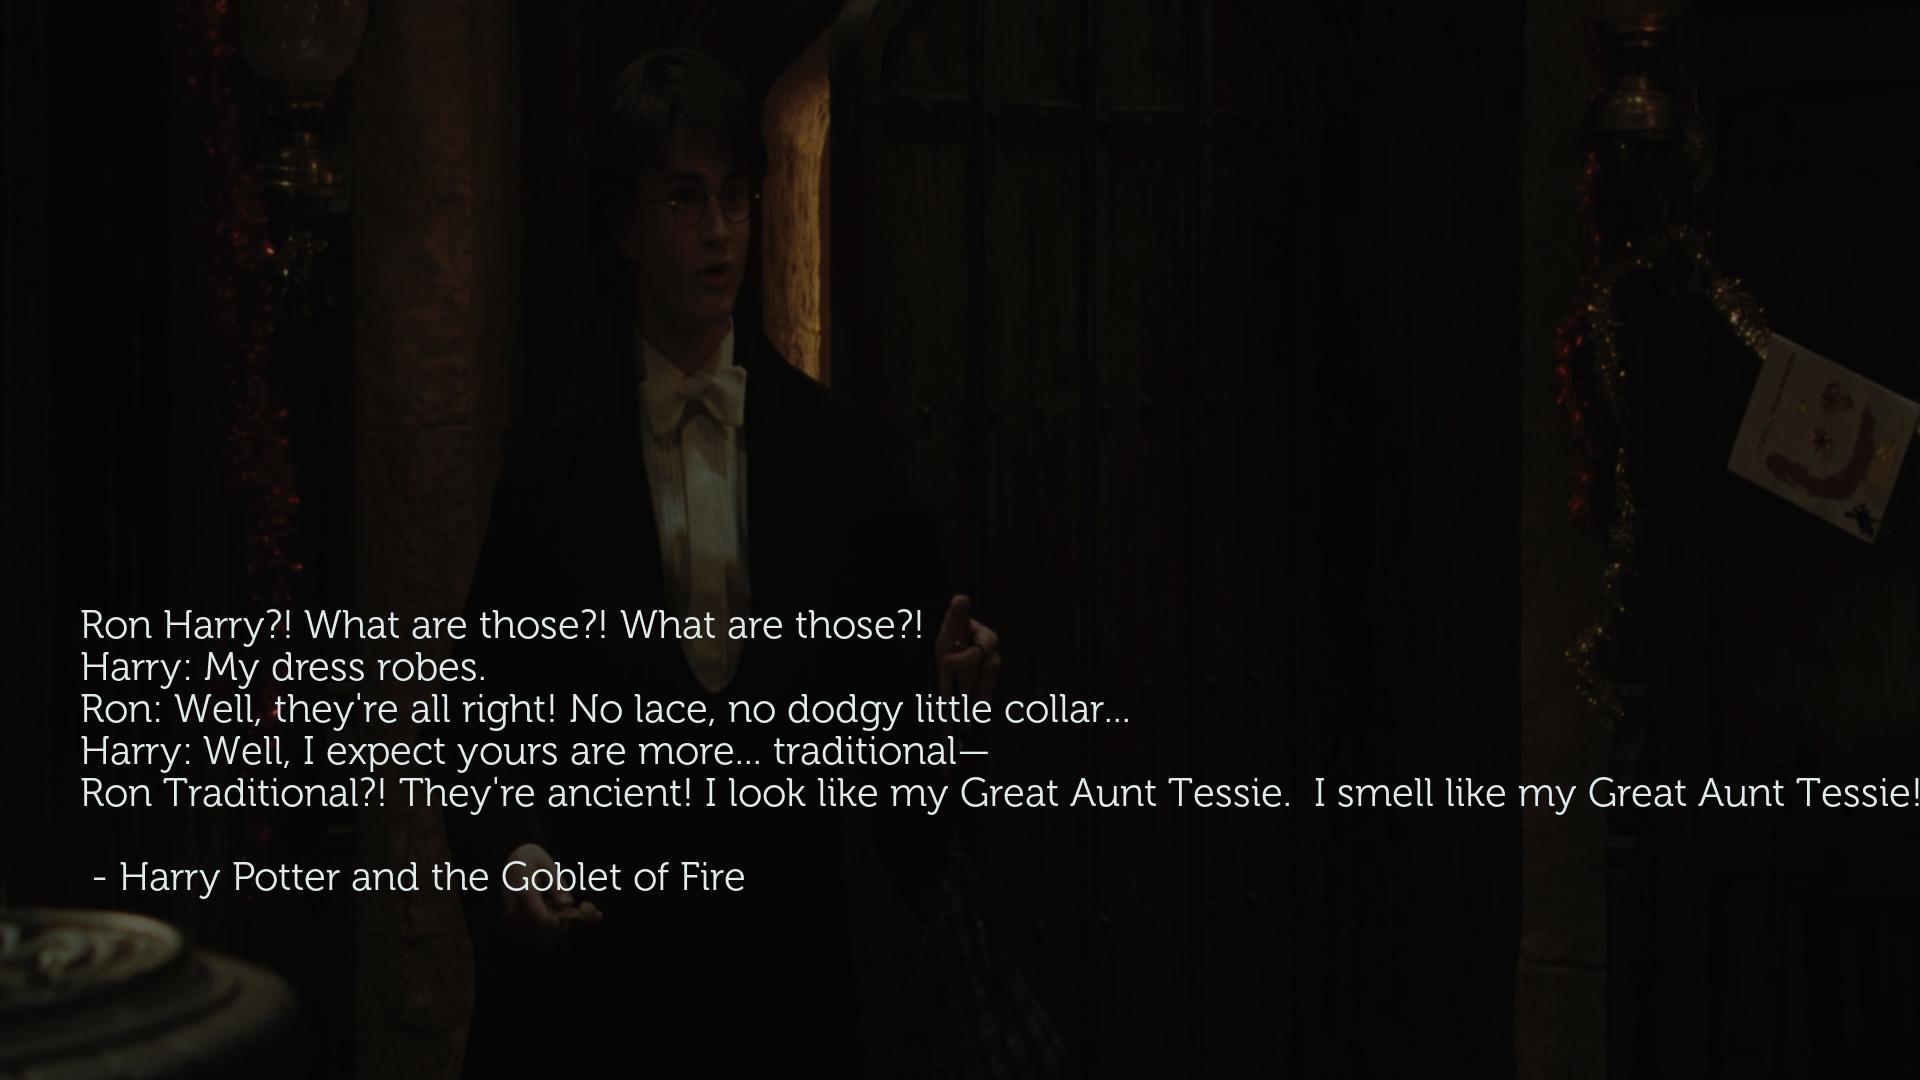 Ron Harry?! What are those?! What are those?!
Harry: My dress robes.
Ron: Well, they're all right! No lace, no dodgy little collar...
Harry: Well, I expect yours are more... traditional—
Ron Traditional?! They're ancient! I look like my Great Aunt Tessie.  I smell like my Great Aunt Tessie!
- Harry Potter and the Goblet of Fire